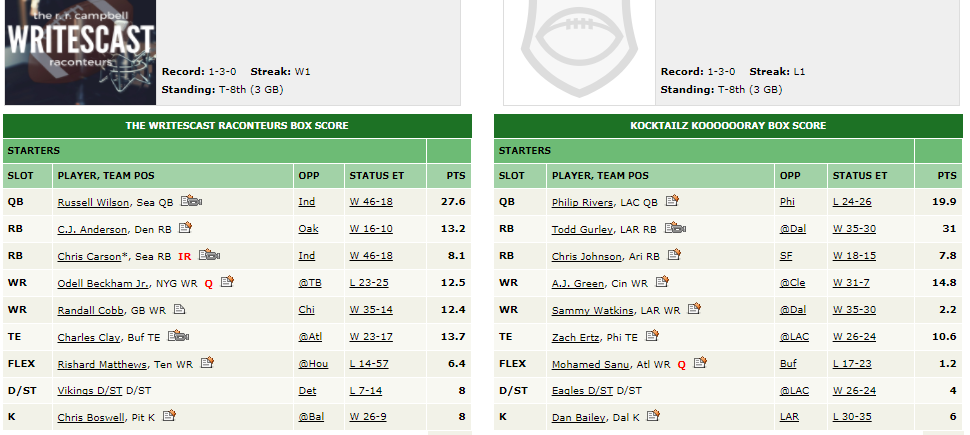 the r.r. campbell
WRITESCAST
raconteurs
Record: 1-3-0 Streak: W1
Standing: T-8th (3 GB)
Record: 1-3-0 Streak: L1
Standing: T-8th (3 GB)
THE WRITESCAST RACONTEURS BOX SCORE
STARTERS
SLOT PLAYER, TEAM POS OPP STATUS ET PTS
QB Russell Wilson, Sea QB Ind W 46-18 27.6
RB C.J. Anderson, Den RB Oak W 16-10 13.2
RB Chris Carson*, Sea RB IR Ind W 46-18 8.1
WR Odell Beckham Jr., NYG WR Q @TB L 23-25 12.5
WR Randall Cobb, GB WR Chi W 35-14 12.4
TE Charles Clay, Buf TE @Atl W 23-17 13.7
FLEX Rishard Matthews, Ten WR @Hou L 14-57 6.4
D/ST Vikings D/ST D/ST Det L 7-14 8
K Chris Boswell, Pit K @Bal W 26-9 8
KOCKTAILZ KOOOOOORAY BOX SCORE
STARTERS
SLOT PLAYER, TEAM POS OPP STATUS ET PTS
QB Philip Rivers, LAC QB Phi L 24-26 19.9
RB Todd Gurley, LAR RB @Dal W 35-30 31
RB Chris Johnson, Ari RB SF W 18-15 7.8
WR A.J. Green, Cin WR @Cle W 31-7 14.8
WR Sammy Watkins, LAR WR @Dal W 35-30 2.2
TE Zach Ertz, Phi TE @LAC W 26-24 10.6
FLEX Mohamed Sanu, Atl WR Q Buf L 17-23 1.2
D/ST Eagles D/ST D/ST @LAC W 26-24 4
K Dan Bailey, Dal K LAR L 30-35 6